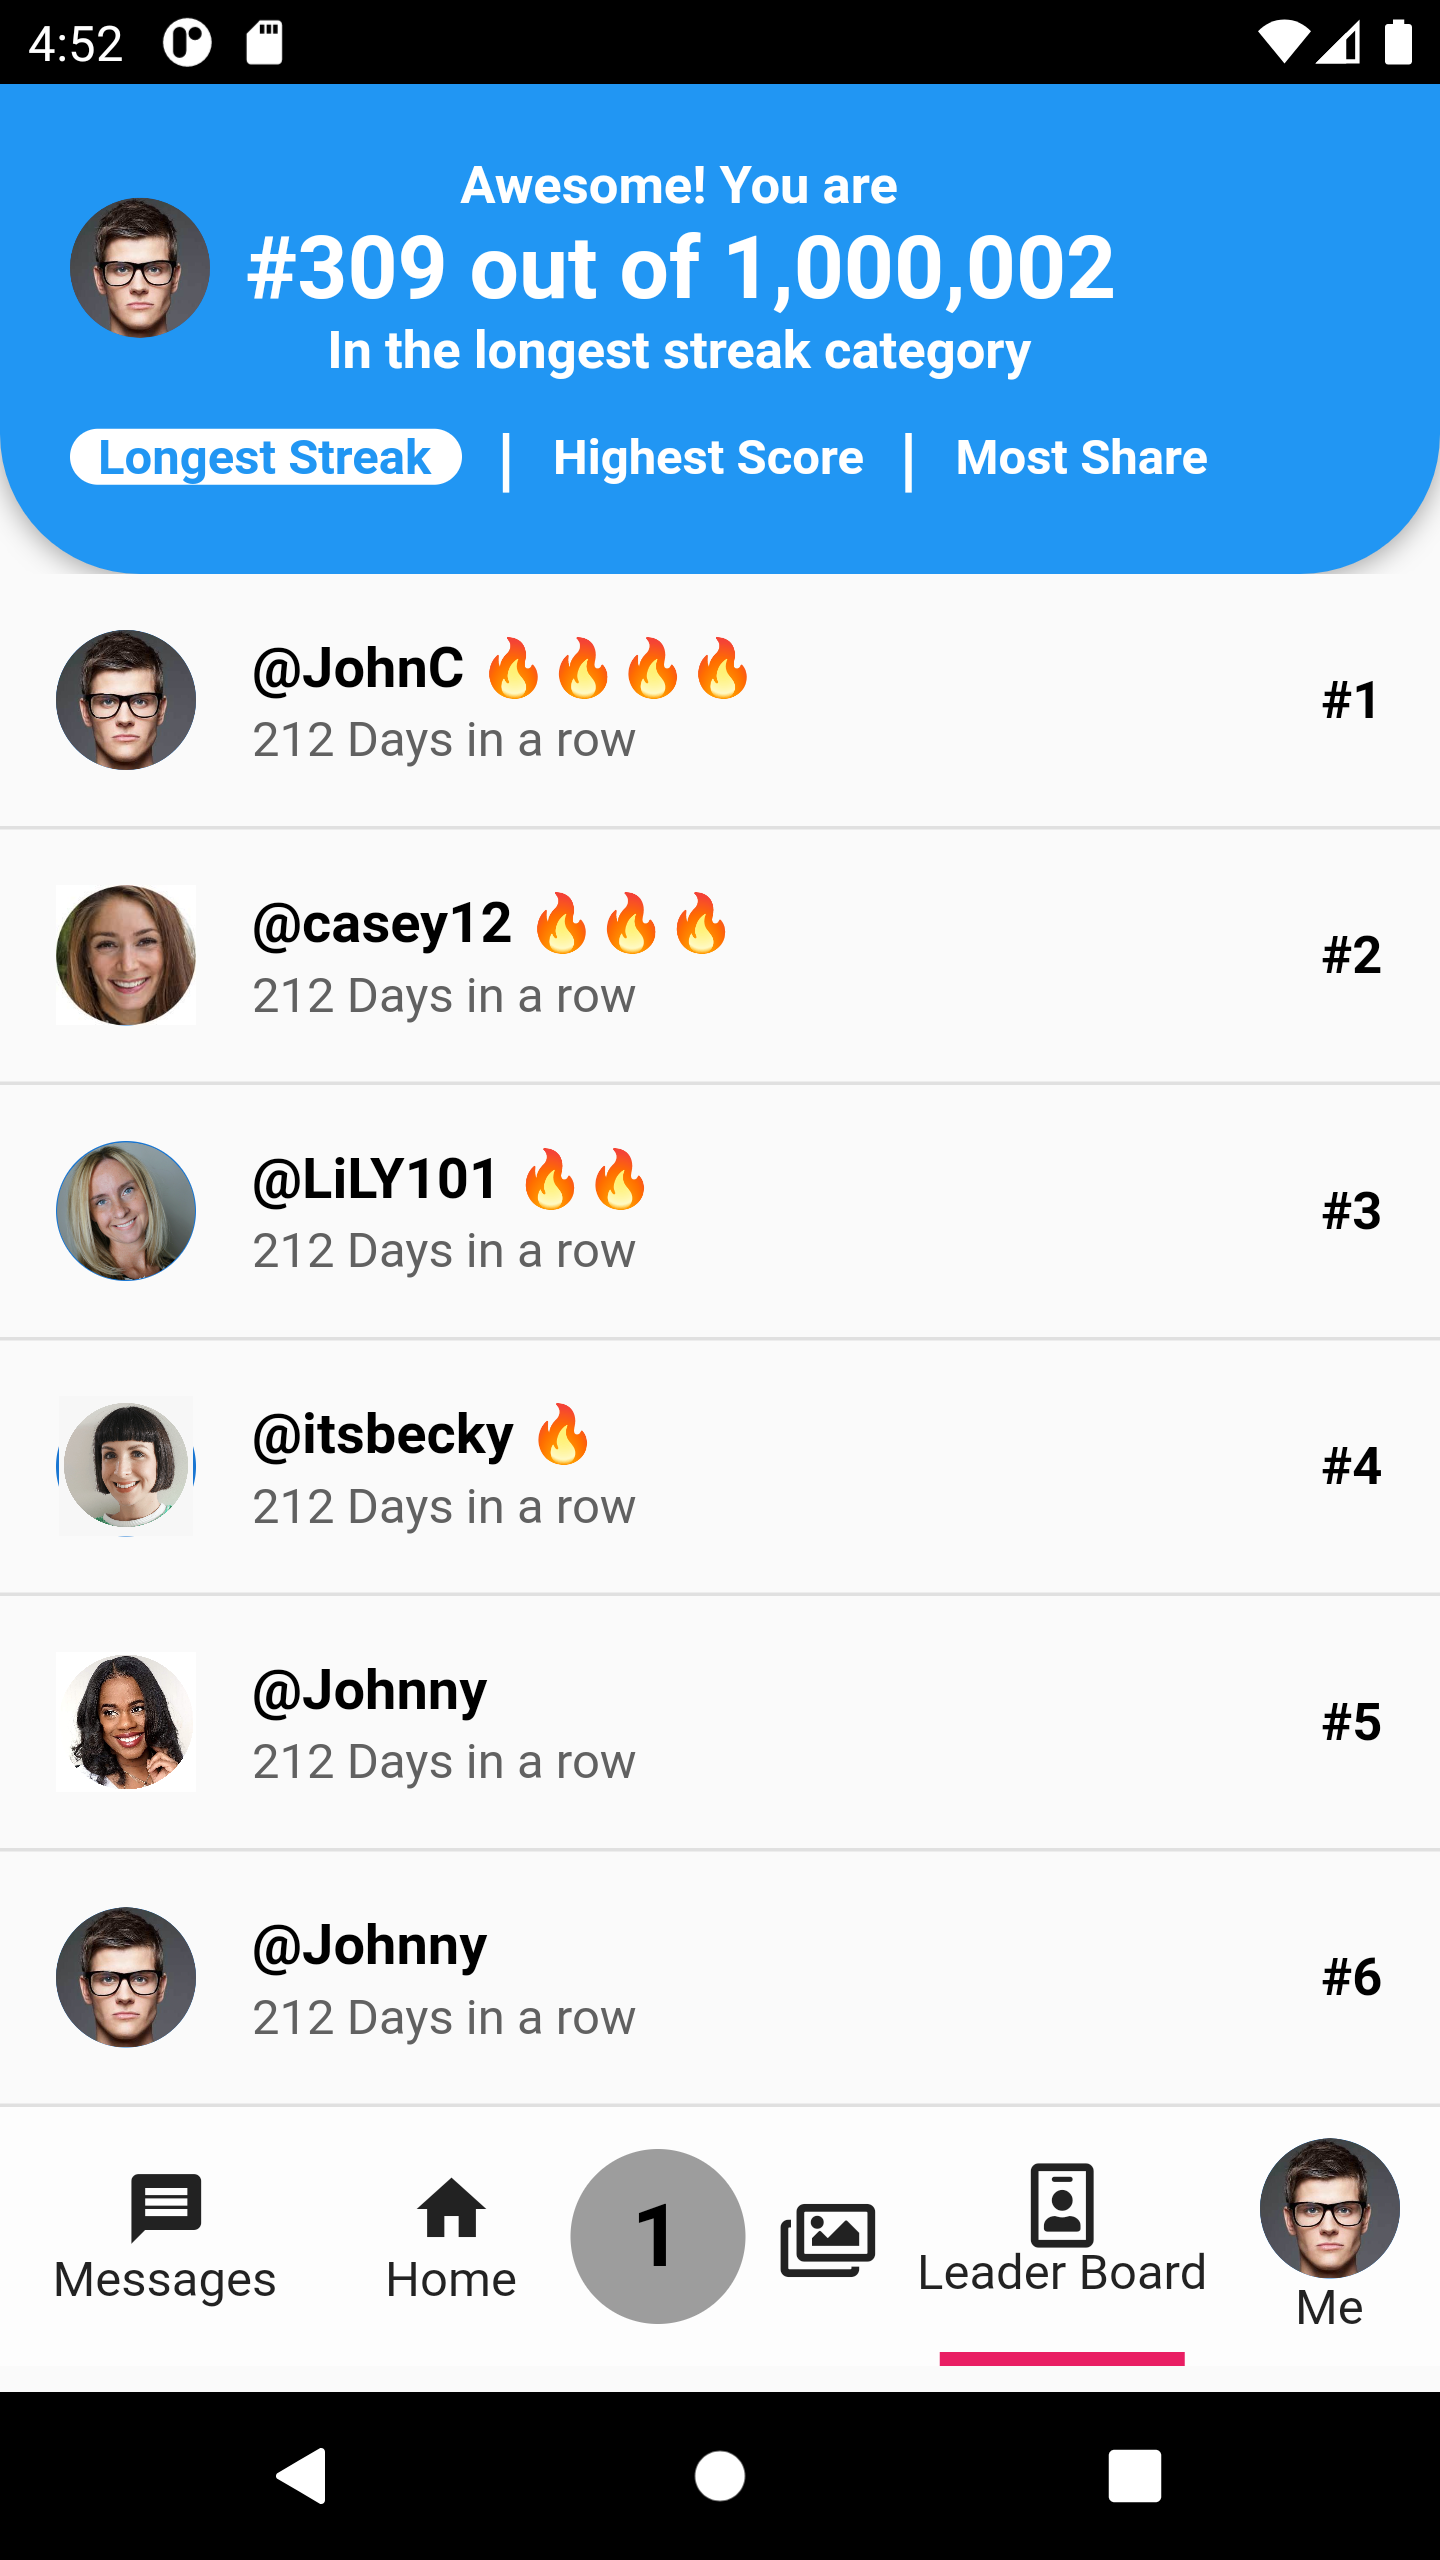 4:52
Awesome! You are
#309 out of 1,000,002
In the longest streak category
Longest Streak | Highest Score | Most Share
@JohnC 🔥🔥🔥🔥
212 Days in a row
#1
@casey12 🔥🔥🔥
212 Days in a row
#2
@LiLY101 🔥🔥
212 Days in a row
#3
@itsbecky 🔥
212 Days in a row
#4
@Johnny
212 Days in a row
#5
@Johnny
212 Days in a row
#6
Messages
Home
1
Leader Board
Me